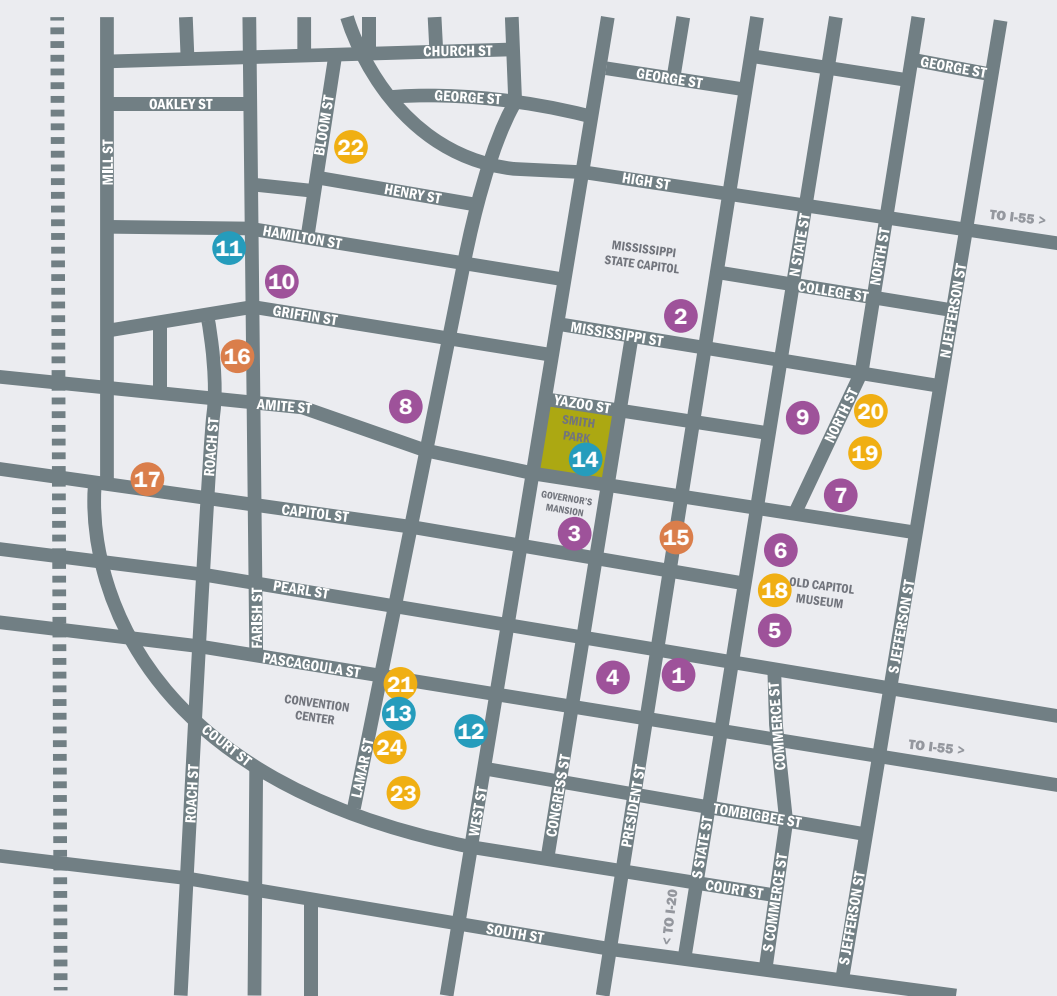 CHURCH ST
GEORGE ST
GEORGE ST
GEORGE ST
OAKLEY ST
MILL ST
BLOOM ST
22
HENRY ST
HIGH ST
TO I-55 >
HAMILTON ST
11
10
MISSISSIPPI
STATE CAPITOL
N STATE ST
NORTH ST
COLLEGE ST
N JEFFERSON ST
GRIFFIN ST
2
MISSISSIPPI ST
16
AMITE ST
8
YAZOO ST
SMITH
PARK
14
9
NORTH ST
20
19
7
ROACH ST
17
CAPITOL ST
GOVERNOR'S
MANSION
3
15
6
18
OLD CAPITOL
MUSEUM
5
PEARL ST
FARISH ST
S JEFFERSON ST
PASCAGOULA ST
21
4
1
CONVENTION
CENTER
13
12
24
23
COURT ST
LAMAR ST
COMMERCE ST
TO I-55 >
ROACH ST
WEST ST
CONGRESS ST
PRESIDENT ST
TOMBIGBEE ST
S STATE ST
COURT ST
S COMMERCE ST
S JEFFERSON ST
< TO I-20
SOUTH ST